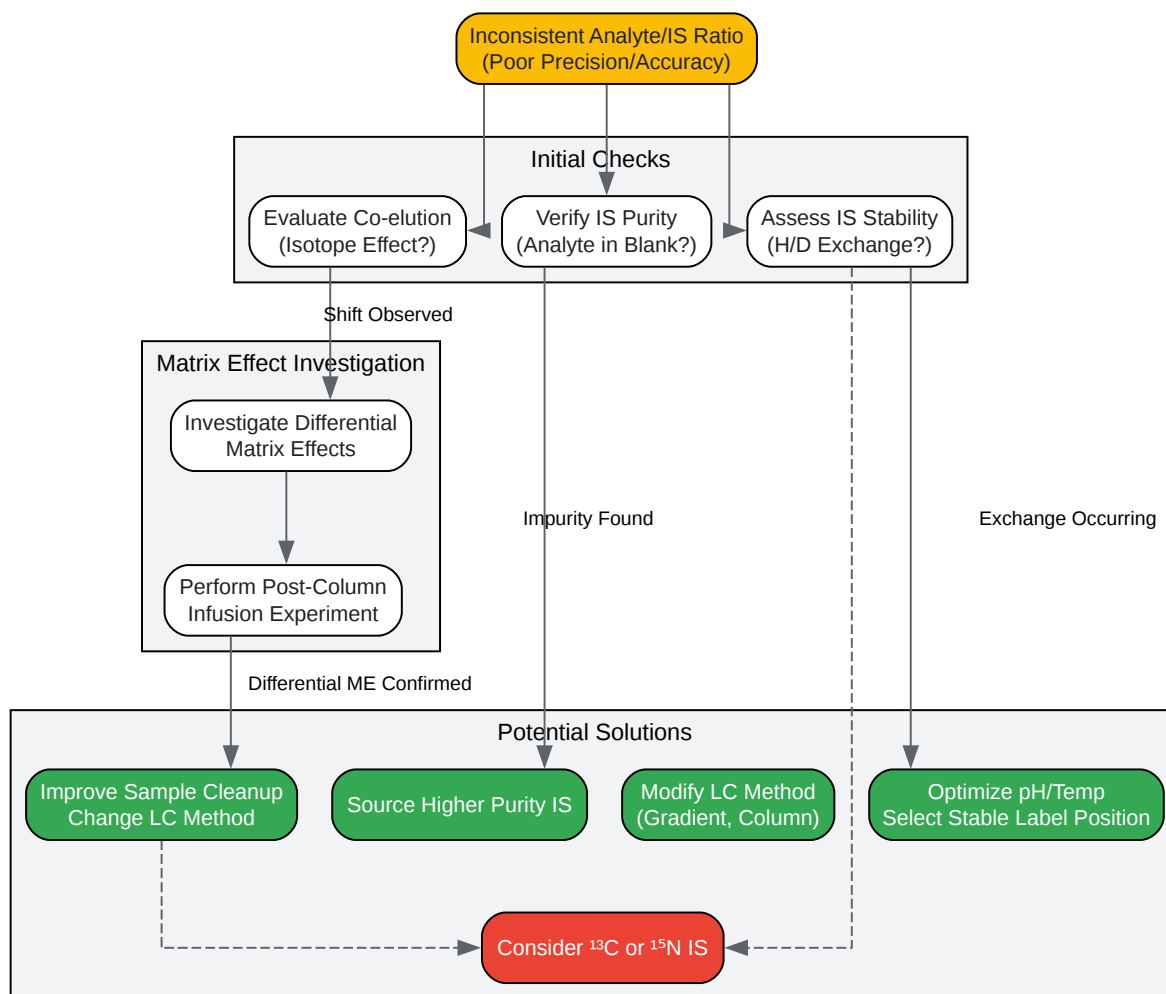 Inconsistent Analyte/IS Ratio
(Poor Precision/Accuracy)
Initial Checks
Evaluate Co-elution
(Isotope Effect?)
Verify IS Purity
(Analyte in Blank?)
Assess IS Stability
(H/D Exchange?)
Shift Observed
Matrix Effect Investigation
Investigate Differential
Matrix Effects
Impurity Found
Exchange Occurring
Perform Post-Column
Infusion Experiment
Differential ME Confirmed
Potential Solutions
Improve Sample Cleanup
Change LC Method
Source Higher Purity IS
Modify LC Method
(Gradient, Column)
Optimize pH/Temp
Select Stable Label Position
Consider ¹³C or ¹⁵N IS